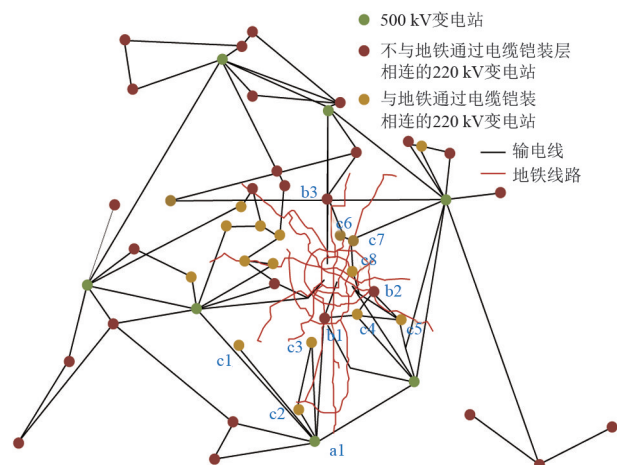 500 kV变电站
不与地铁通过电缆铠装层
相连的220 kV变电站
与地铁通过电缆铠装
相连的220 kV变电站
输电线
地铁线路
b3
c6
c7
c8
b2
b1
c4
c5
c3
c1
c2
a1